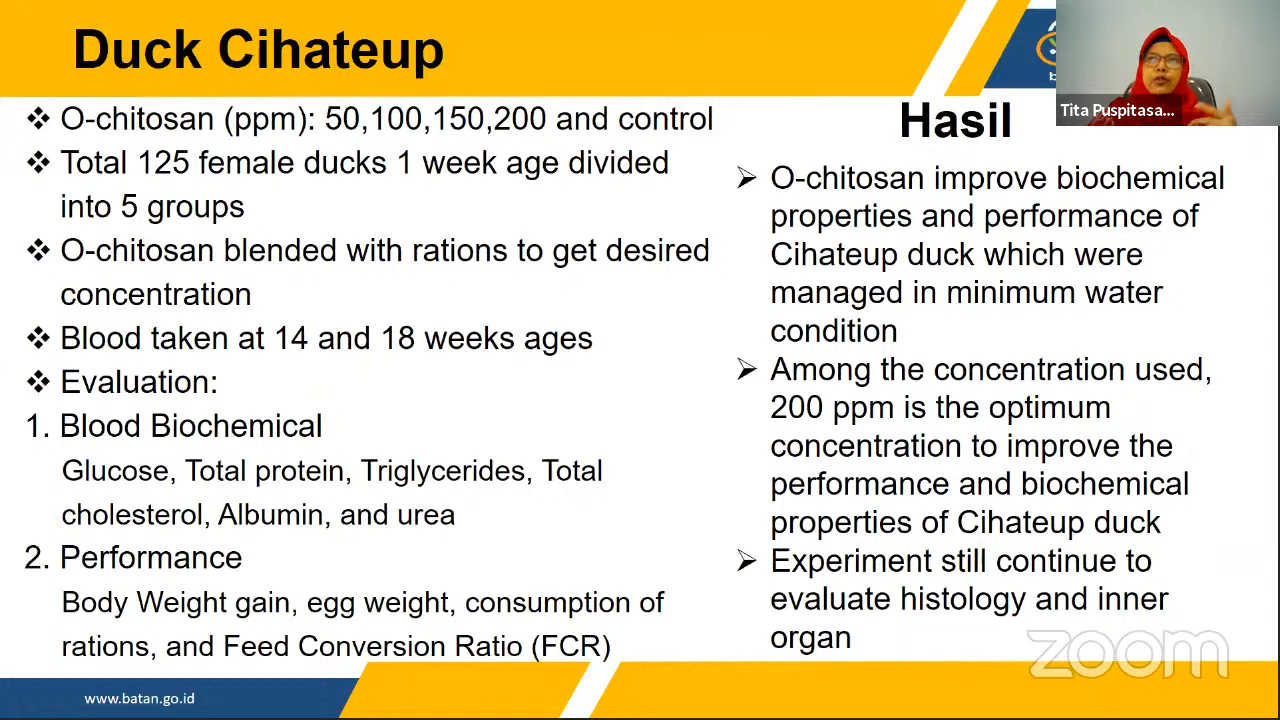 Duck Cihateup
❖ O-chitosan (ppm): 50,100,150,200 and control
❖ Total 125 female ducks 1 week age divided
into 5 groups
❖ O-chitosan blended with rations to get desired
concentration
❖ Blood taken at 14 and 18 weeks ages
❖ Evaluation:
1. Blood Biochemical
Glucose, Total protein, Triglycerides, Total
cholesterol, Albumin, and urea
2. Performance
Body Weight gain, egg weight, consumption of
rations, and Feed Conversion Ratio (FCR)
Hasil
➢ O-chitosan improve biochemical
properties and performance of
Cihateup duck which were
managed in minimum water
condition
➢ Among the concentration used,
200 ppm is the optimum
concentration to improve the
performance and biochemical
properties of Cihateup duck
➢ Experiment still continue to
evaluate histology and inner
organ
Tita Puspitasa...
zoom
www.batan.go.id